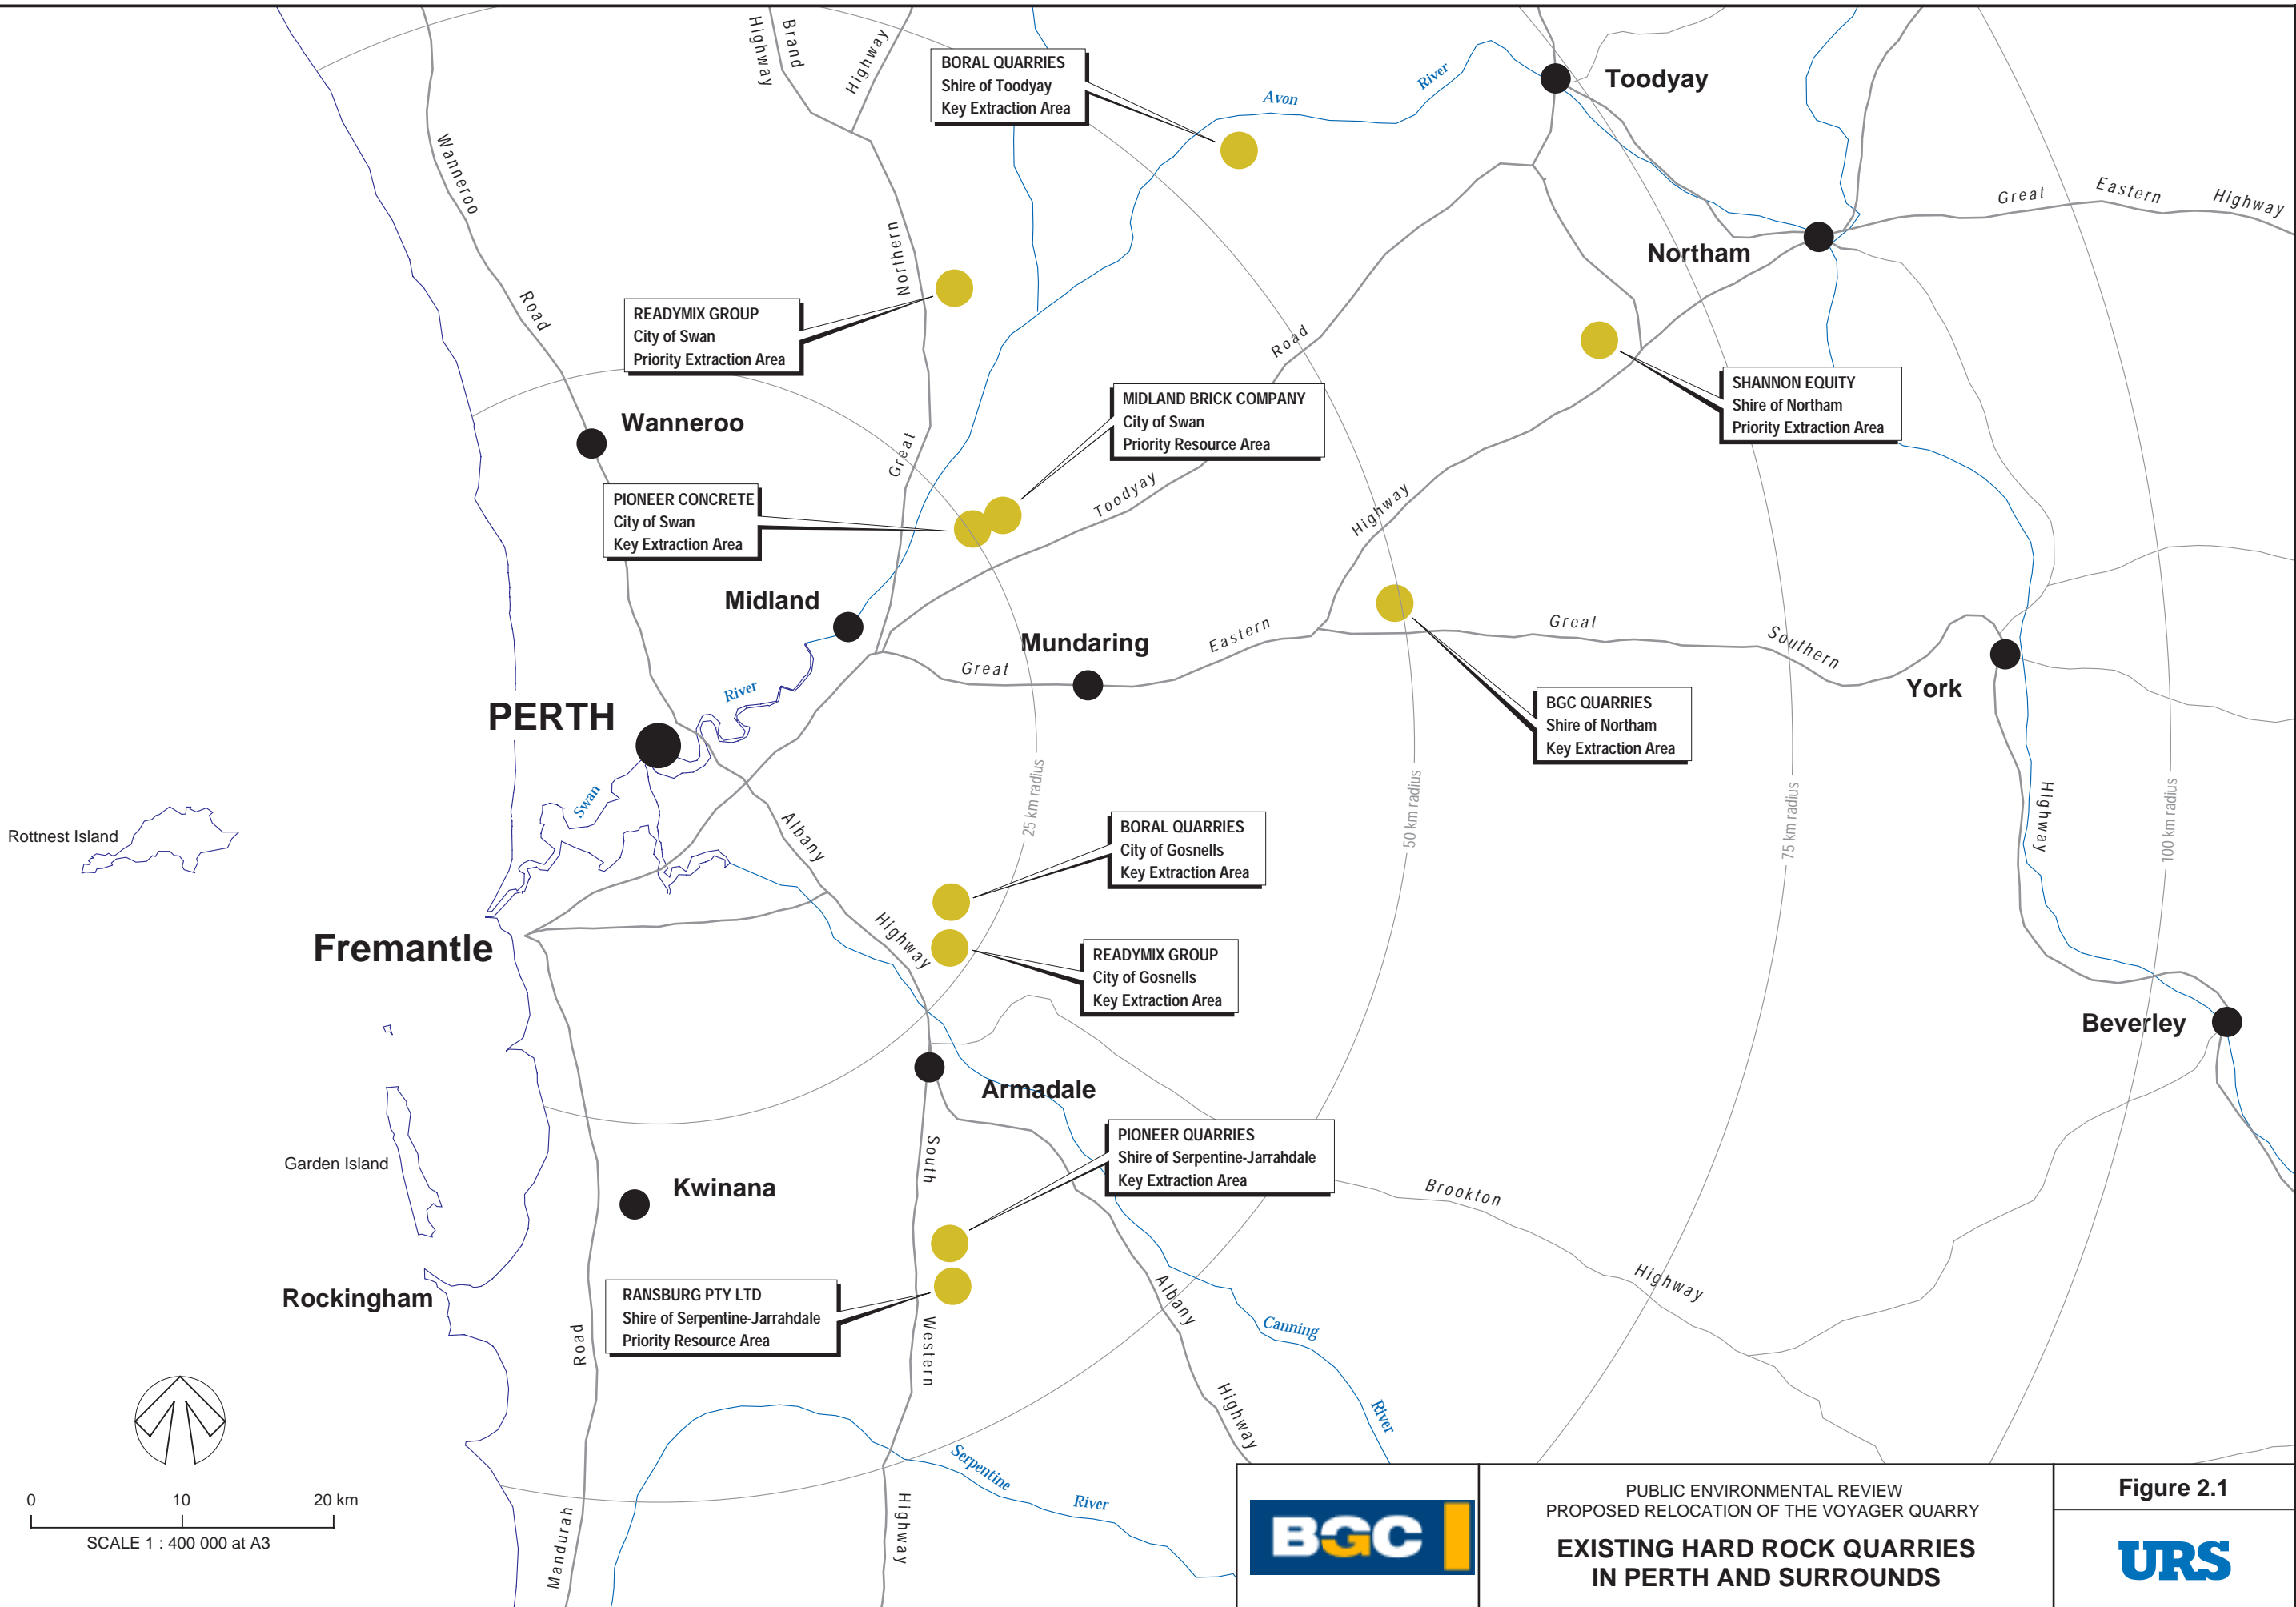 Brand
Highway
Highway
BORAL QUARRIES
Shire of Toodyay
Key Extraction Area
Avon
River
Toodyay
Wanneroo
Road
Northern
Great
Northam
Great Eastern Highway
READYMIX GROUP
City of Swan
Priority Extraction Area
Road
Toodyay
MIDLAND BRICK COMPANY
City of Swan
Priority Resource Area
SHANNON EQUITY
Shire of Northam
Priority Extraction Area
Wanneroo
PIONEER CONCRETE
City of Swan
Key Extraction Area
Highway
Midland
Mundaring
Great
Eastern
Great
Southern
York
BGC QUARRIES
Shire of Northam
Key Extraction Area
PERTH
River
Swan
25 km radius
50 km radius
75 km radius
100 km radius
Highway
Rottnest Island
Albany
Highway
BORAL QUARRIES
City of Gosnells
Key Extraction Area
Fremantle
READYMIX GROUP
City of Gosnells
Key Extraction Area
Beverley
Armadale
PIONEER QUARRIES
Shire of Serpentine-Jarrahdale
Key Extraction Area
Garden Island
Kwinana
South
Western
Highway
Brookton
Highway
Rockingham
RANSBURG PTY LTD
Shire of Serpentine-Jarrahdale
Priority Resource Area
Albany
Highway
Canning
River
Road
Mandurah
Serpentine
River
0 10 20 km
SCALE 1 : 400 000 at A3
BGC
PUBLIC ENVIRONMENTAL REVIEW
PROPOSED RELOCATION OF THE VOYAGER QUARRY
EXISTING HARD ROCK QUARRIES
IN PERTH AND SURROUNDS
Figure 2.1
URS